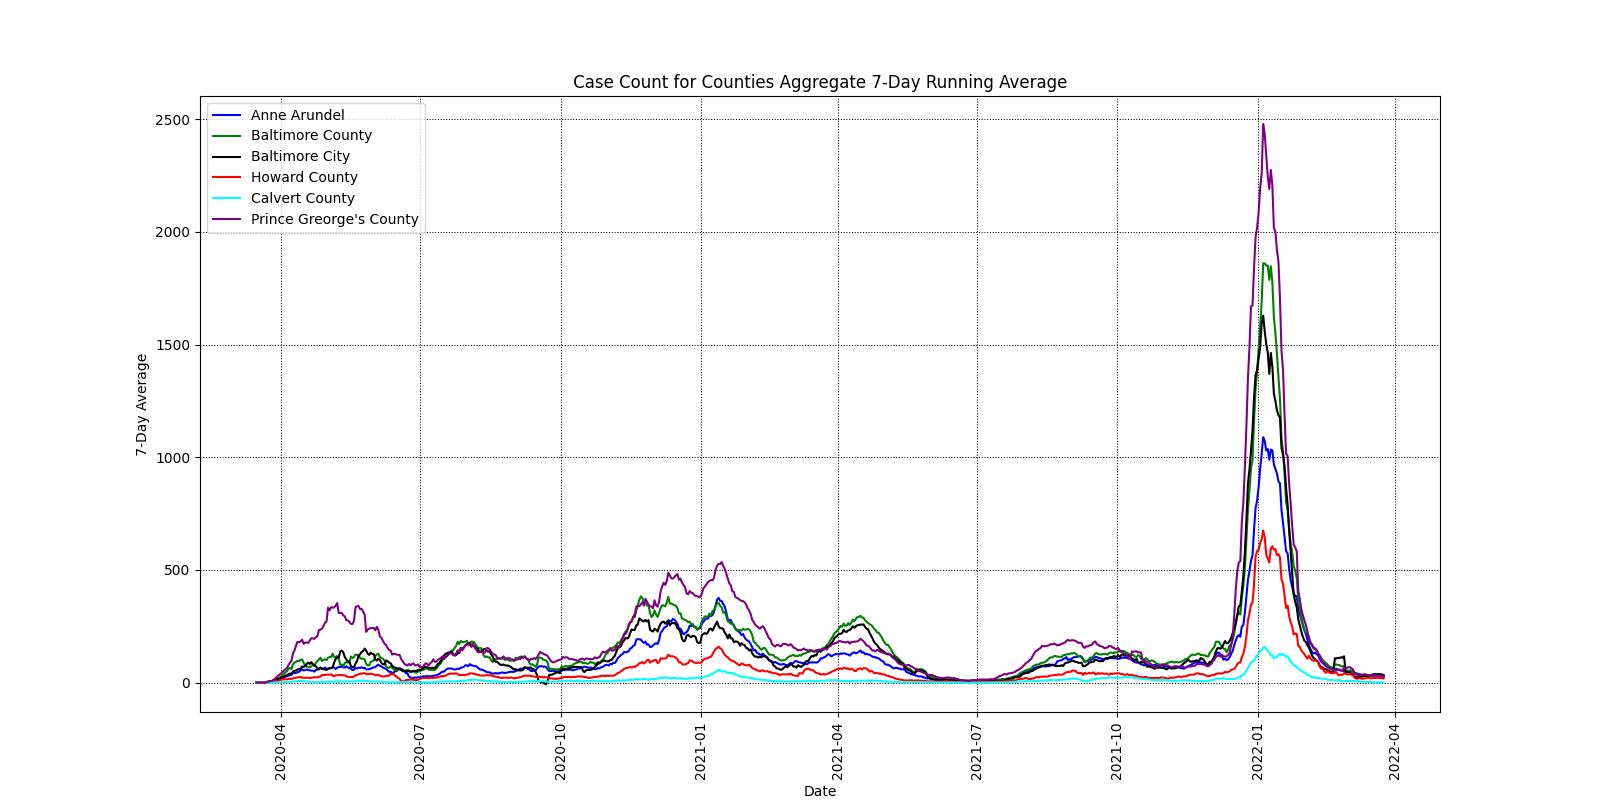 Case Count for Counties Aggregate 7-Day Running Average
Anne Arundel
Baltimore County
Baltimore City
Howard County
Calvert County
Prince Greorge's County
2500
2000
1500
1000
500
0
7-Day Average
2020-04
2020-07
2020-10
2021-01
2021-04
2021-07
2021-10
2022-01
2022-04
Date